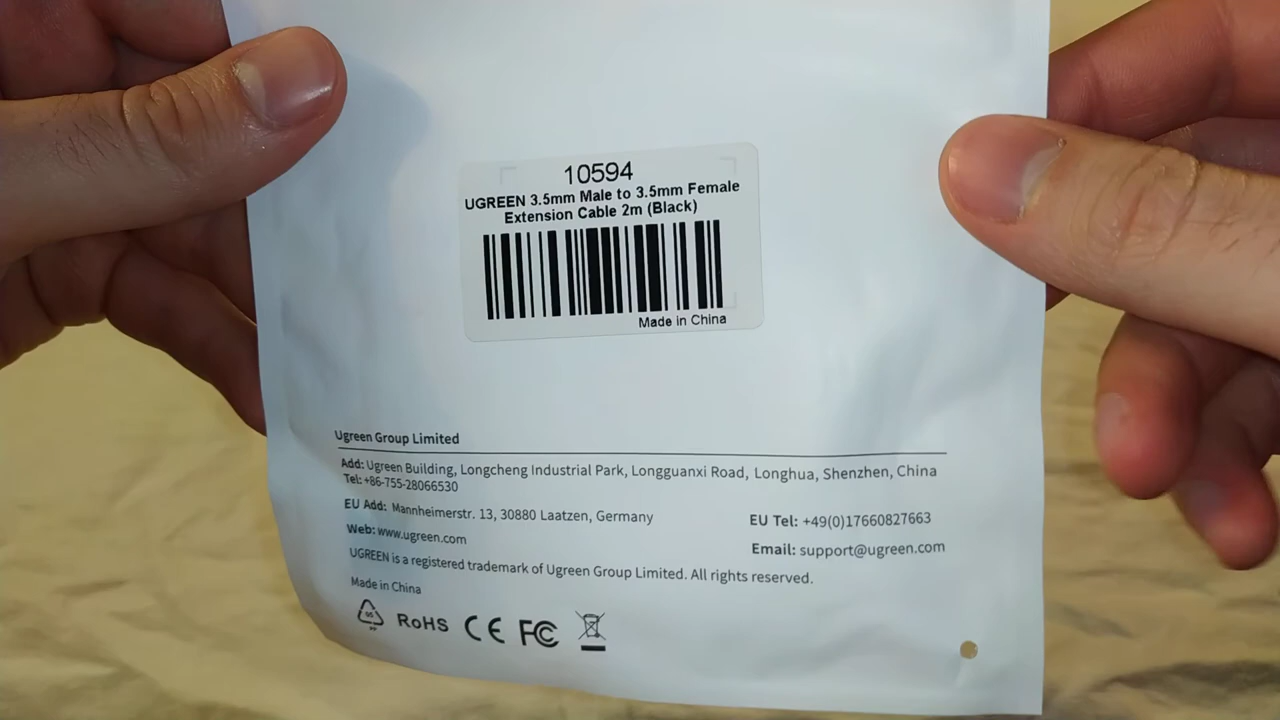 10594
UGREEN 3.5mm Male to 3.5mm Female
Extension Cable 2m (Black)
Made in China
Ugreen Group Limited
Add: Ugreen Building, Longcheng Industrial Park, Longguanxi Road, Longhua, Shenzhen, China
Tel: +86-755-28066530
EU Add: Mannheimerstr. 13, 30880 Laatzen, Germany
EU Tel: +49(0)17660827663
Web: www.ugreen.com
Email: support@ugreen.com
UGREEN is a registered trademark of Ugreen Group Limited. All rights reserved.
Made in China
RoHS CE FC